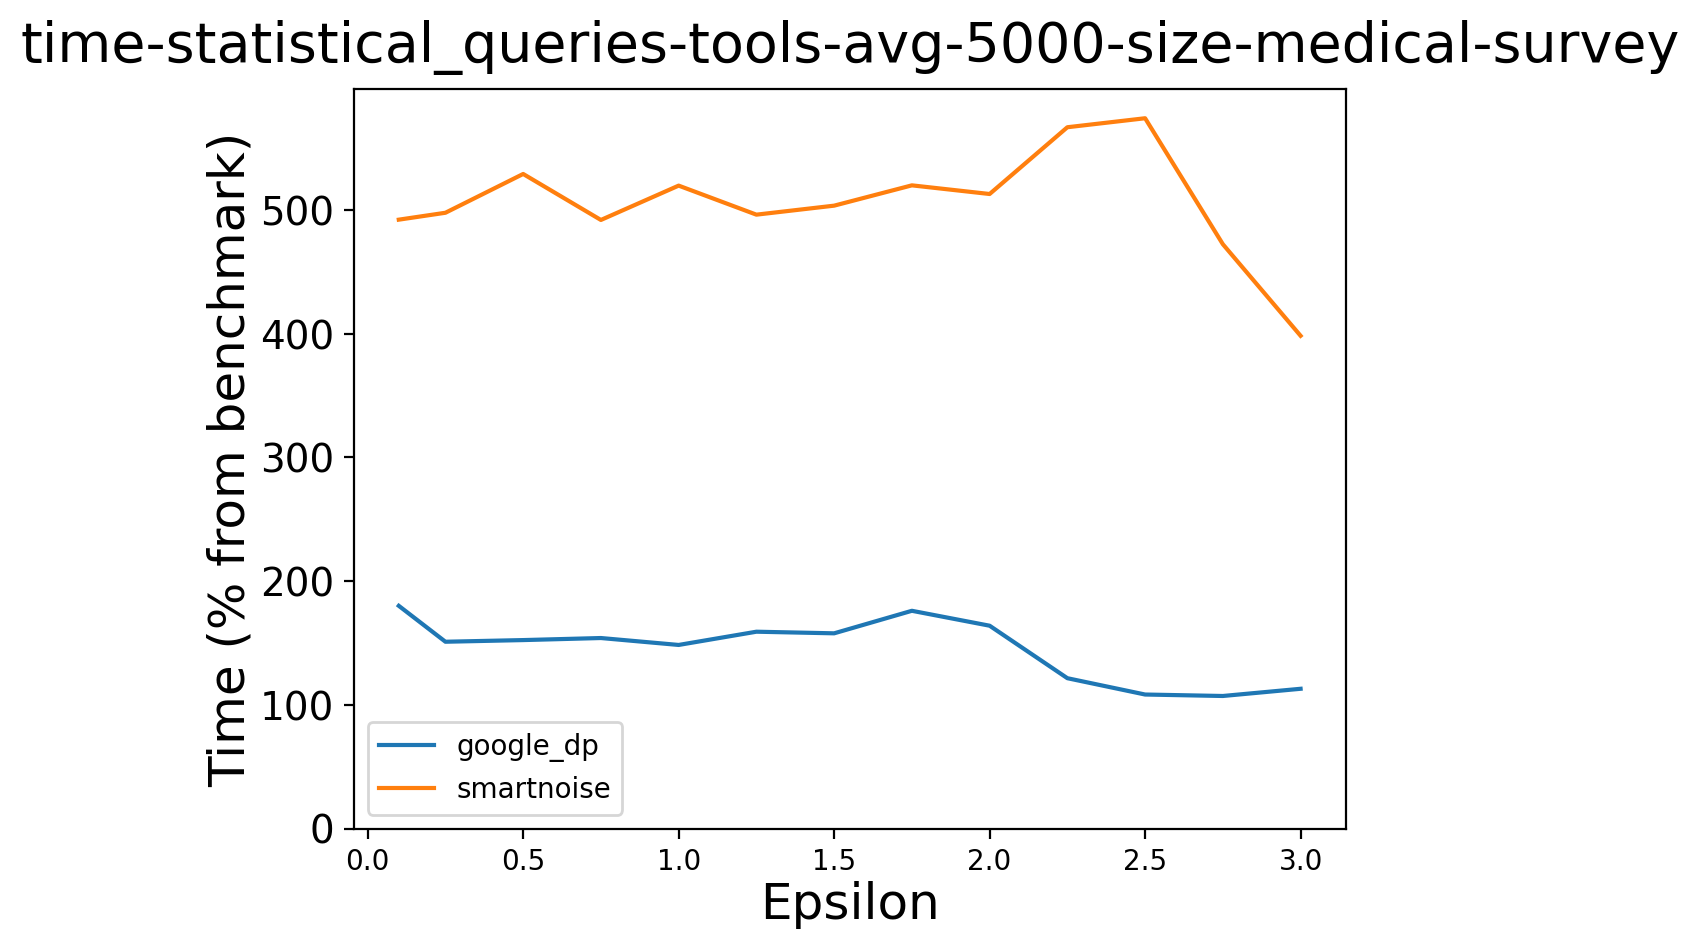 time-statistical_queries-tools-avg-5000-size-medical-survey
Time (% from benchmark)
500
400
300
200
100
0
google_dp
smartnoise
0.0 0.5 1.0 1.5 2.0 2.5 3.0
Epsilon